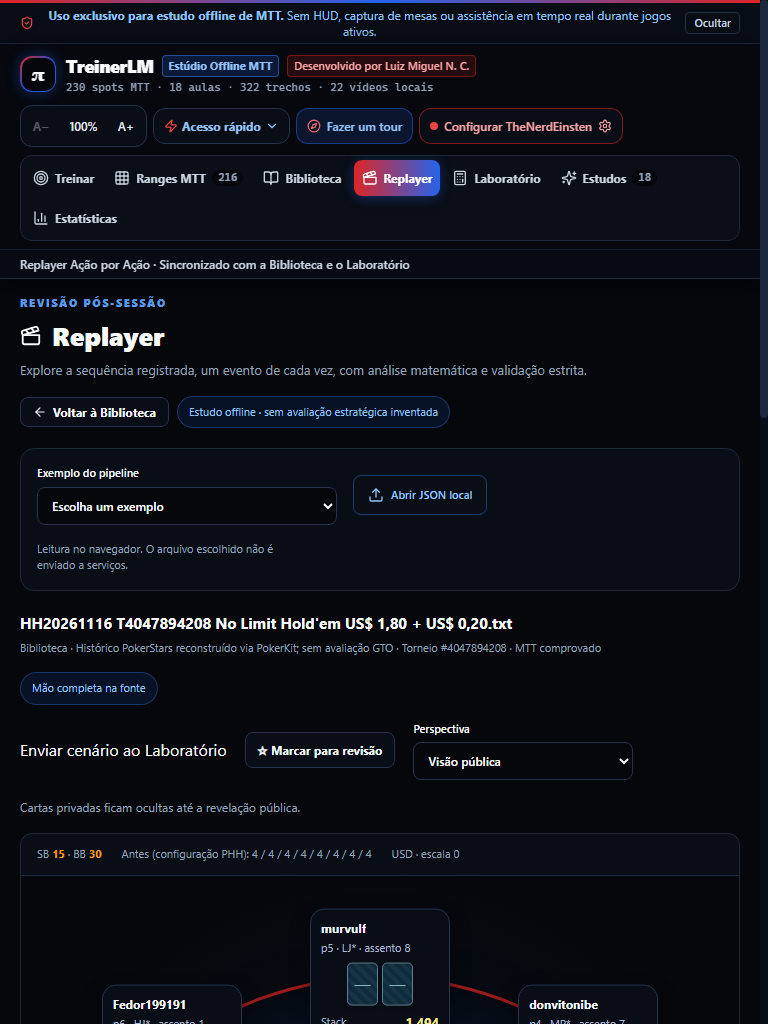 Uso exclusivo para estudo offline de MTT. Sem HUD, captura de mesas ou assistência em tempo real durante jogos
ativos.
Ocultar
π
TreinerLM
Estúdio Offline MTT
Desenvolvido por Luiz Miguel N. C.
230 spots MTT · 18 aulas · 322 trechos · 22 vídeos locais
A−
100%
A+
Acesso rápido
Fazer um tour
Configurar TheNerdEinsten
Treinar
Ranges MTT 216
Biblioteca
Replayer
Laboratório
Estudos 18
Estatísticas
Replayer Ação por Ação · Sincronizado com a Biblioteca e o Laboratório
REVISÃO PÓS-SESSÃO
Replayer
Explore a sequência registrada, um evento de cada vez, com análise matemática e validação estrita.
Voltar à Biblioteca
Estudo offline · sem avaliação estratégica inventada
Exemplo do pipeline
Escolha um exemplo
Abrir JSON local
Leitura no navegador. O arquivo escolhido não é
enviado a serviços.
HH20261116 T4047894208 No Limit Hold'em US$ 1,80 + US$ 0,20.txt
Biblioteca · Histórico PokerStars reconstruído via PokerKit; sem avaliação GTO · Torneio #4047894208 · MTT comprovado
Mão completa na fonte
Enviar cenário ao Laboratório
☆ Marcar para revisão
Perspectiva
Visão pública
Cartas privadas ficam ocultas até a revelação pública.
SB 15 · BB 30
Antes (configuração PHH): 4 / 4 / 4 / 4 / 4 / 4 / 4 / 4
USD · escala 0
murvulf
p5 · LJ* · assento 8
— —
Stack 1.494
Fedor199191
p6 · HJ* · assento 1
donvitonibe
p4 · MP* · assento 7